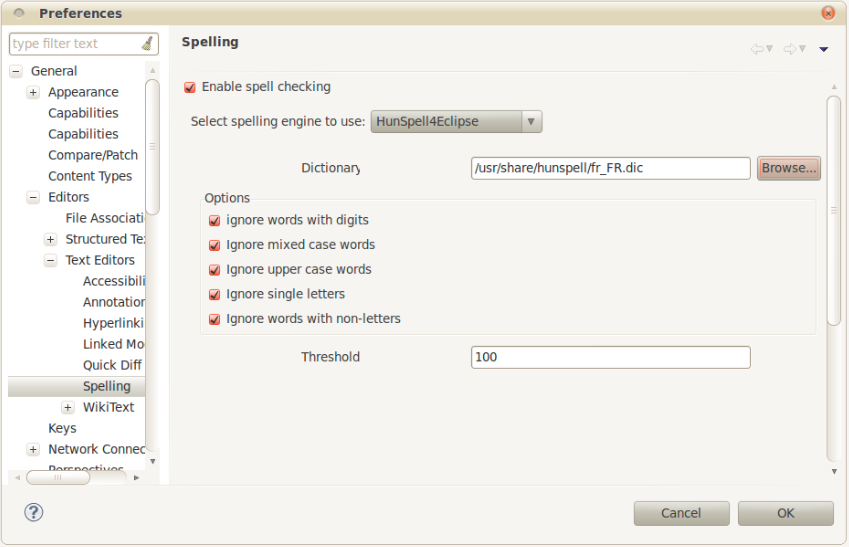 Preferences
type filter text
General
Appearance
Capabilities
Capabilities
Compare/Patch
Content Types
Editors
File Associati
Structured Te
Text Editors
Accessibili
Annotation
Hyperlinki
Linked Mo
Quick Diff
Spelling
WikiText
Keys
Network Connec
Perspectives
Spelling
Enable spell checking
Select spelling engine to use: HunSpell4Eclipse
Dictionary /usr/share/hunspell/fr_FR.dic Browse...
Options
ignore words with digits
Ignore mixed case words
Ignore upper case words
Ignore single letters
Ignore words with non-letters
Threshold 100
? Cancel OK